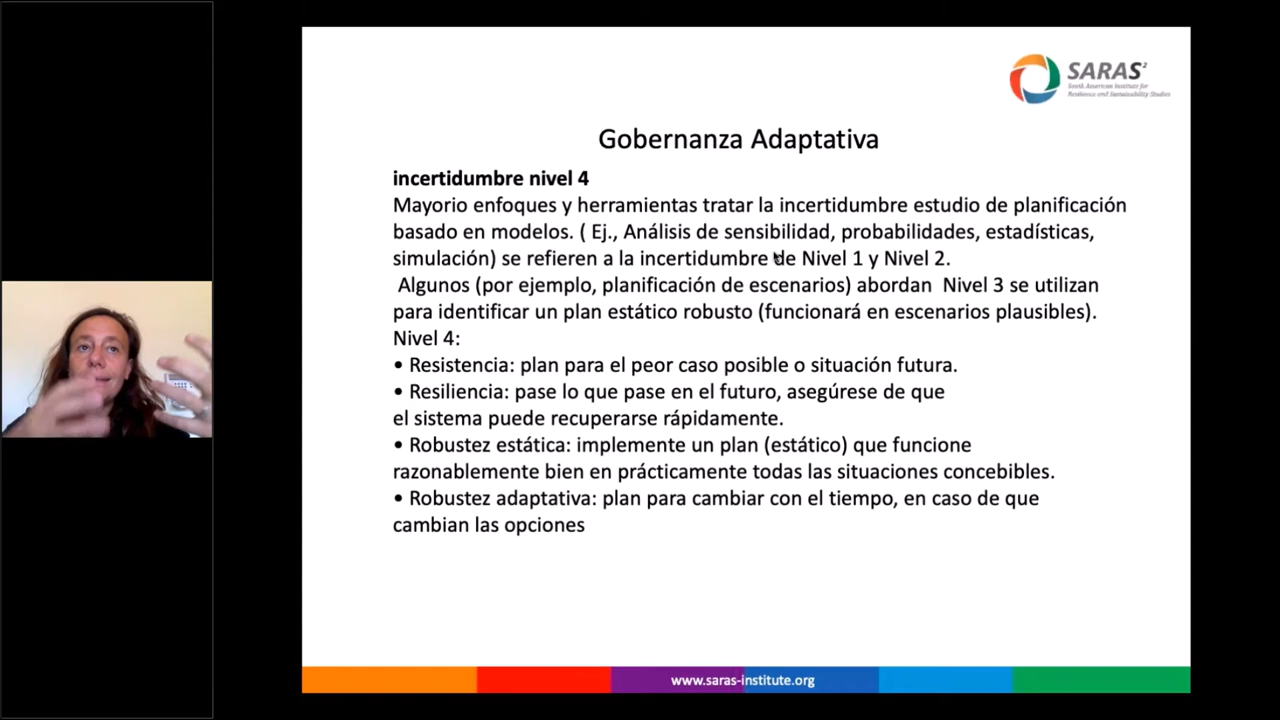 SARAS²
South American Institute for
Resilience and Sustainability Studies
Gobernanza Adaptativa
incertidumbre nivel 4
Mayorio enfoques y herramientas tratar la incertidumbre estudio de planificación
basado en modelos. ( Ej., Análisis de sensibilidad, probabilidades, estadísticas,
simulación) se refieren a la incertidumbre de Nivel 1 y Nivel 2.
Algunos (por ejemplo, planificación de escenarios) abordan Nivel 3 se utilizan
para identificar un plan estático robusto (funcionará en escenarios plausibles).
Nivel 4:
• Resistencia: plan para el peor caso posible o situación futura.
• Resiliencia: pase lo que pase en el futuro, asegúrese de que
el sistema puede recuperarse rápidamente.
• Robustez estática: implemente un plan (estático) que funcione
razonablemente bien en prácticamente todas las situaciones concebibles.
• Robustez adaptativa: plan para cambiar con el tiempo, en caso de que
cambian las opciones
www.saras-institute.org